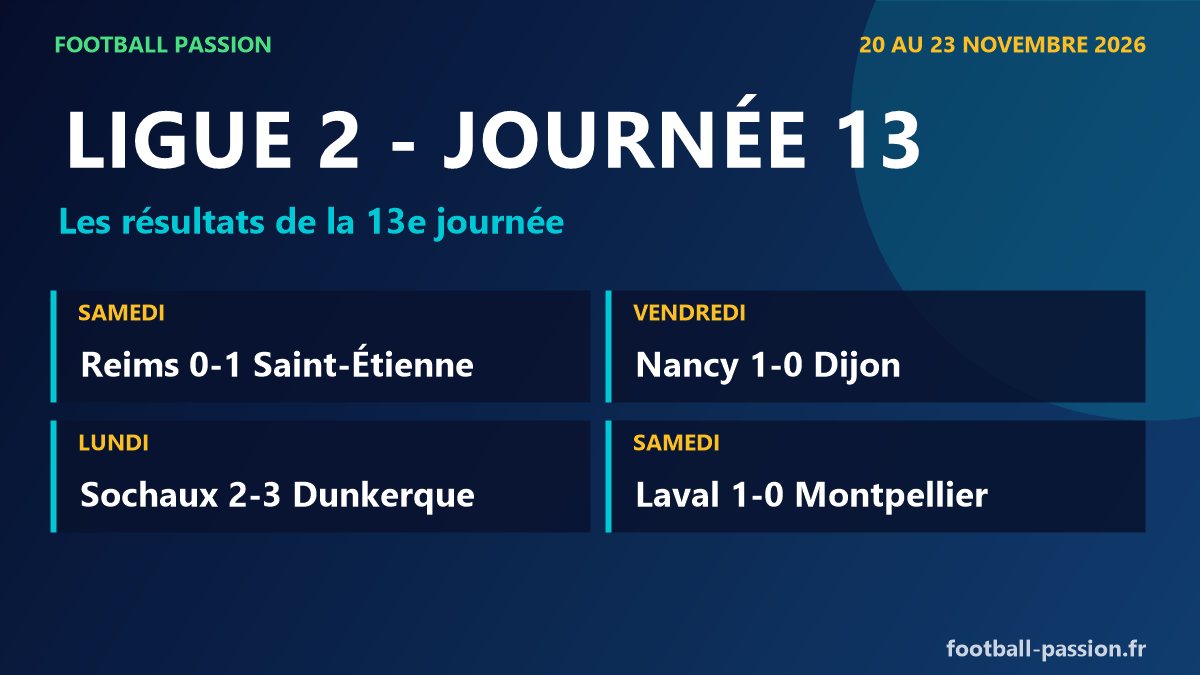 FOOTBALL PASSION
20 AU 23 NOVEMBRE 2026
LIGUE 2 - JOURNÉE 13
Les résultats de la 13e journée
SAMEDI
Reims 0-1 Saint-Étienne
VENDREDI
Nancy 1-0 Dijon
LUNDI
Sochaux 2-3 Dunkerque
SAMEDI
Laval 1-0 Montpellier
football-passion.fr